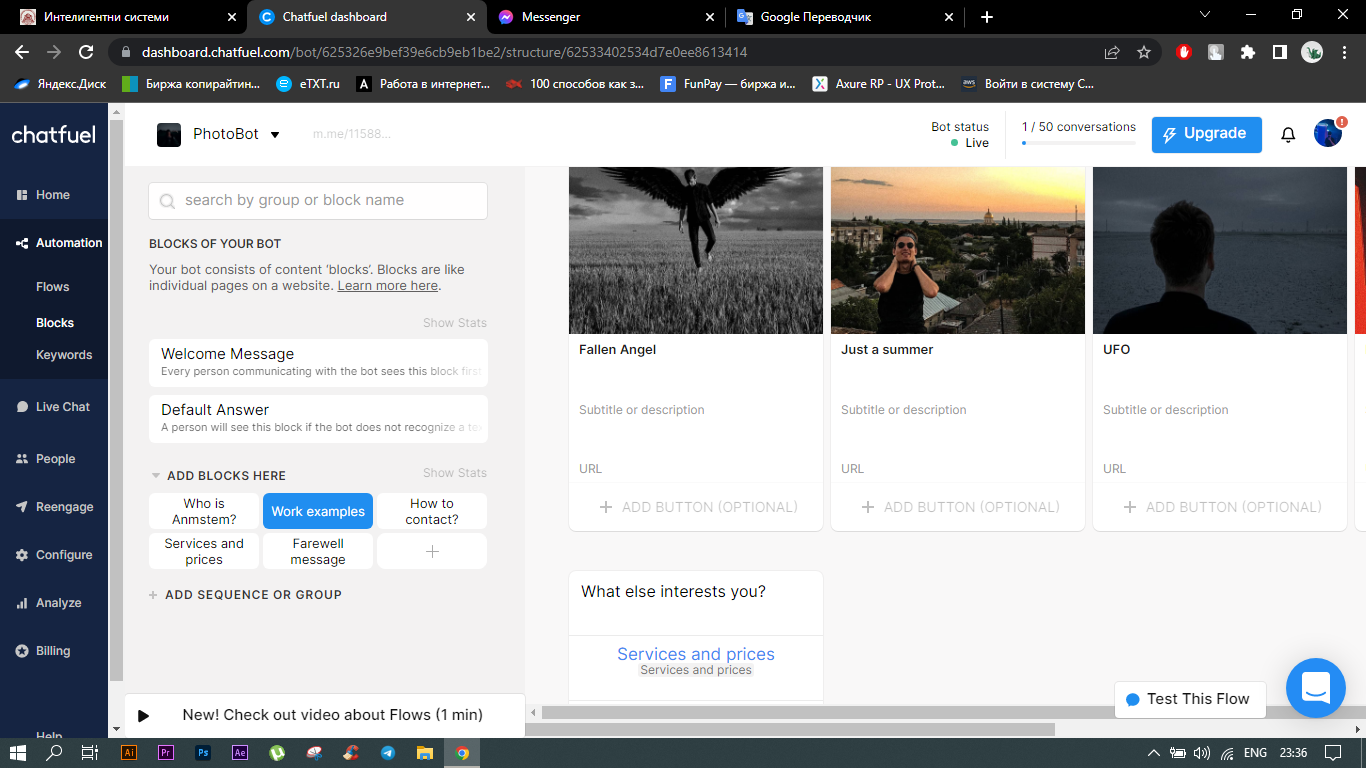 Интелигентни системи
Chatfuel dashboard
Messenger
Google Переводчик
dashboard.chatfuel.com/bot/625326e9bef39e6cb9eb1be2/structure/62533402534d7e0ee8613414
Яндекс.Диск
Биржа копирайтин...
eTXT.ru
Работа в интернет...
100 способов как з...
FunPay — биржа и...
Axure RP - UX Prot...
aws
Войти в систему С...
chatfuel
PhotoBot
m.me/11588...
Bot status
Live
1 / 50 conversations
Upgrade
Home
Automation
Flows
Blocks
Keywords
Live Chat
People
Reengage
Configure
Analyze
Billing
Help
search by group or block name
BLOCKS OF YOUR BOT
Your bot consists of content ‘blocks’. Blocks are like
individual pages on a website. Learn more here.
Show Stats
Welcome Message
Every person communicating with the bot sees this block first
Default Answer
A person will see this block if the bot does not recognize a te
ADD BLOCKS HERE
Show Stats
Who is
Anmstem?
Work examples
How to
contact?
Services and
prices
Farewell
message
ADD SEQUENCE OR GROUP
New! Check out video about Flows (1 min)
Fallen Angel
Subtitle or description
URL
ADD BUTTON (OPTIONAL)
Just a summer
Subtitle or description
URL
ADD BUTTON (OPTIONAL)
UFO
Subtitle or description
URL
ADD BUTTON (OPTIONAL)
What else interests you?
Services and prices
Services and prices
Test This Flow
Ai
Pr
Ps
Ae
ENG
23:36